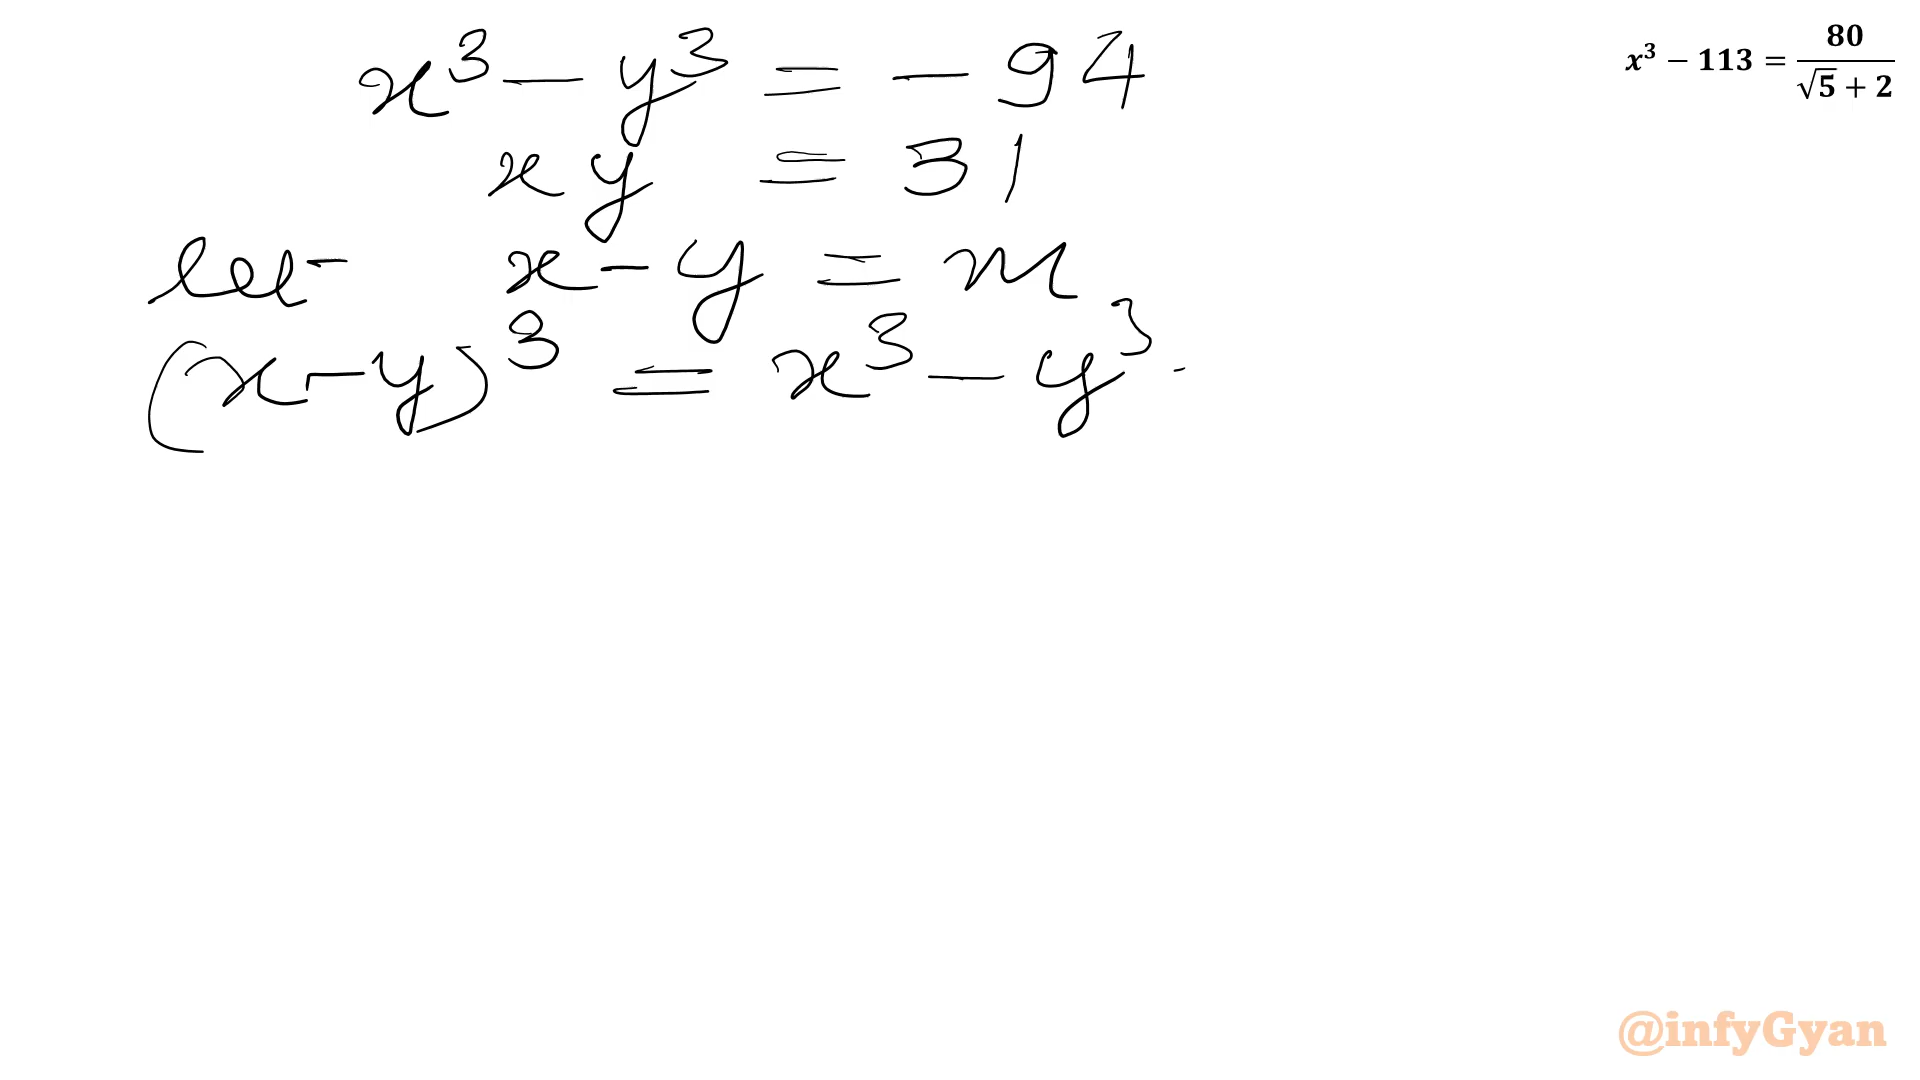 x³ − y³ = −94
x³ − 113 = 80/(√5 + 2)
xy = 31
let x − y = m
(x − y)³ = x³ − y³ -
@infyGyan